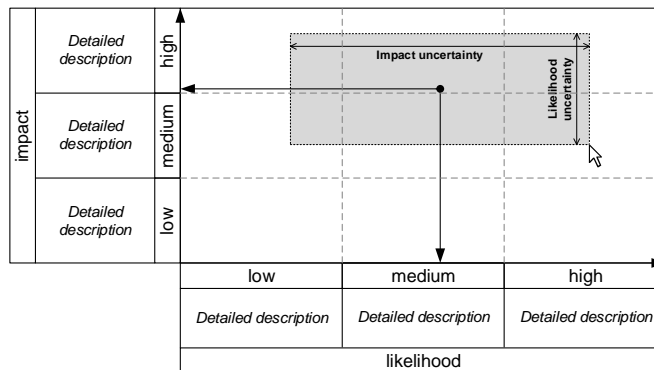 impact
Detailed
description
high
Detailed
description
medium
Detailed
description
low
Impact uncertainty
Likelihood
uncertainty
low
medium
high
Detailed description
Detailed description
Detailed description
likelihood